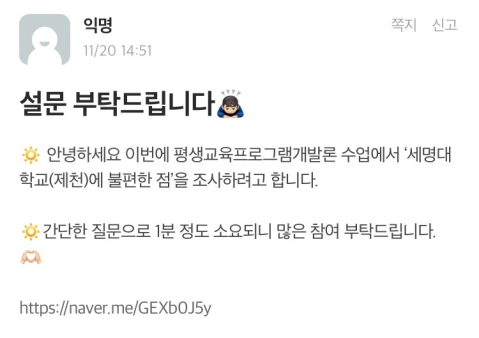 익명
쪽지 신고
11/20 14:51
설문 부탁드립니다🙇🏻
🔅 안녕하세요 이번에 평생교육프로그램개발론 수업에서 ‘세명대
학교(제천)에 불편한 점’을 조사하려고 합니다.
🔅간단한 질문으로 1분 정도 소요되니 많은 참여 부탁드립니다.
🫶🏻
https://naver.me/GEXb0J5y